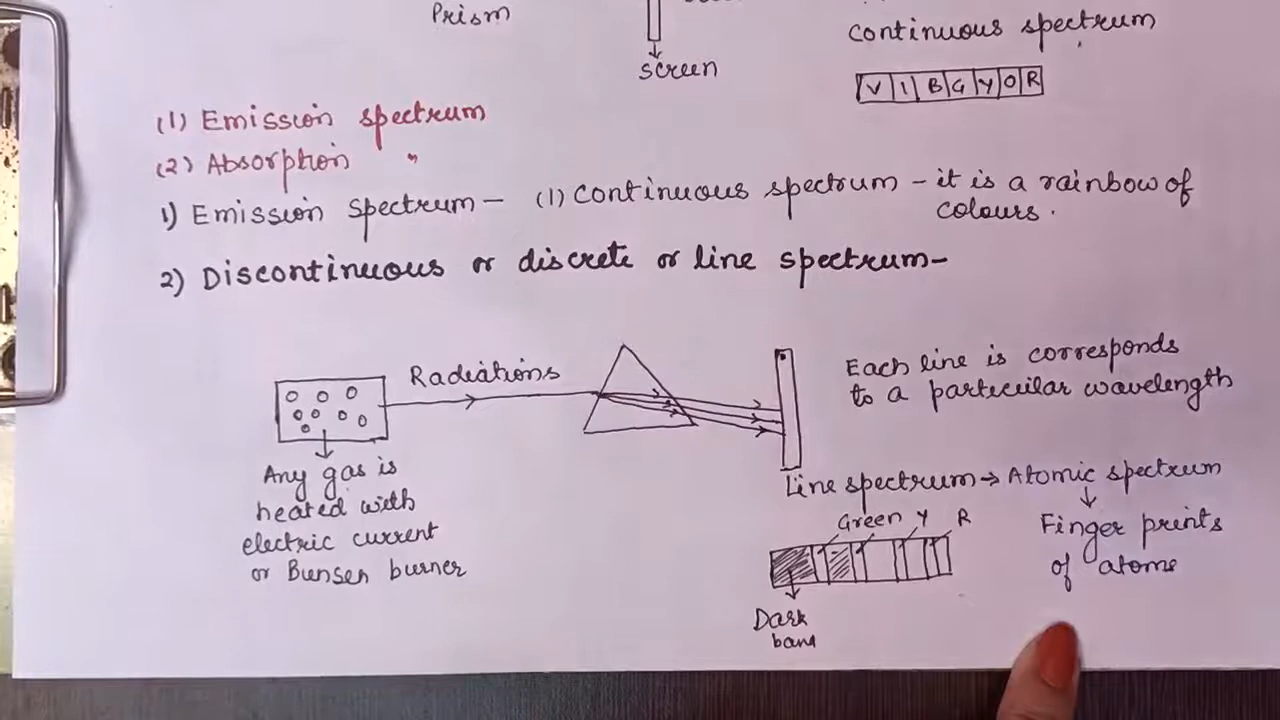 Prism
screen
continuous spectrum
V I B G Y O R
(1) Emission spectrum
(2) Absorption "
1) Emission spectrum - (1) continuous spectrum - it is a rainbow of
colours.
2) Discontinuous or discrete or line spectrum-
Radiations
Each line is corresponds
to a particular wavelength
Any gas is
heated with
electric current
or Bunsen burner
Line spectrum → Atomic spectrum
Green Y R
Finger prints
of atoms
Dark
band